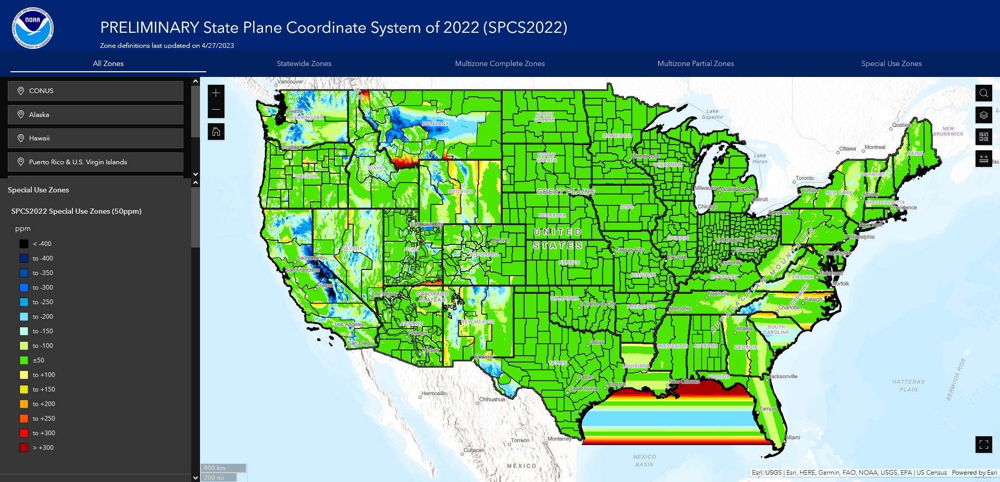 NOAA
PRELIMINARY State Plane Coordinate System of 2022 (SPCS2022)
Zone definitions last updated on 4/27/2023
All Zones
Statewide Zones
Multizone Complete Zones
Multizone Partial Zones
Special Use Zones
CONUS
Alaska
Hawaii
Puerto Rico & U.S. Virgin Islands
Special Use Zones
SPCS2022 Special Use Zones (50ppm)
ppm
< -400
to -400
to -350
to -300
to -250
to -200
to -150
to -100
±50
to +100
to +150
to +200
to +250
to +300
> +300
Vancouver
Seattle
WASHINGTON
Portland
OREGON
IDAHO
MONTANA
WYOMING
NORTH
DAKOTA
SOUTH
DAKOTA
MINNESOTA
Minneapolis
WISCONSIN
Lake
Superior
Lake
Huron
Quebec
NEW
BRUNSWICK
Ottawa
Montreal
MAINE
fax
Toronto
VERMONT
Buffalo
NEW YORK
Albany
MASSACHUSETTS
Providence
Milwaukee
Grand Rapids
Detroit
Chicago
Cleveland
New York
Philadelphia
GREAT PLAINS
NEBRASKA
IOWA
UNITED
STATES
Salt Lake City
Denver
COLORADO
UTAH
NEVADA
Sacramento
San Francisco
Fresno
Las Vegas
Los Angeles
San Diego
COLORADO
PLATEAU
ARIZONA
Phoenix
Tucson
NEW MEXICO
El Paso
KANSAS
Kansas City
MISSOURI
St Louis
ILLINOIS
Indianapolis
Columbus
Cincinnati
Louisville
KENTUCKY
Washington
Richmond
VIRGINIA
Norfolk
APPALACHIAN MOUNTAINS
PIEDMONT
Raleigh
Charlotte
Nashville
Memphis
OKLAHOMA
Oklahoma City
ARKANSAS
SOUTH
CAROLINA
Atlanta
GEORGIA
ALABAMA
MISSISSIPPI
LOUISIANA
Dallas
TEXAS
Austin
San Antonio
Houston
New Orleans
FLORIDA
Jacksonville
Tampa
Miami
Hermosillo
Chihuahua
Torreón
Monterrey
Culiacan
MÉXICO
MEXICO
BASIN
HATTERAS
PLAIN
BERMUDA RISE
400 km
200 mi
Esri, USGS | Esri, HERE, Garmin, FAO, NOAA, USGS, EPA | US Census
Powered by Esri